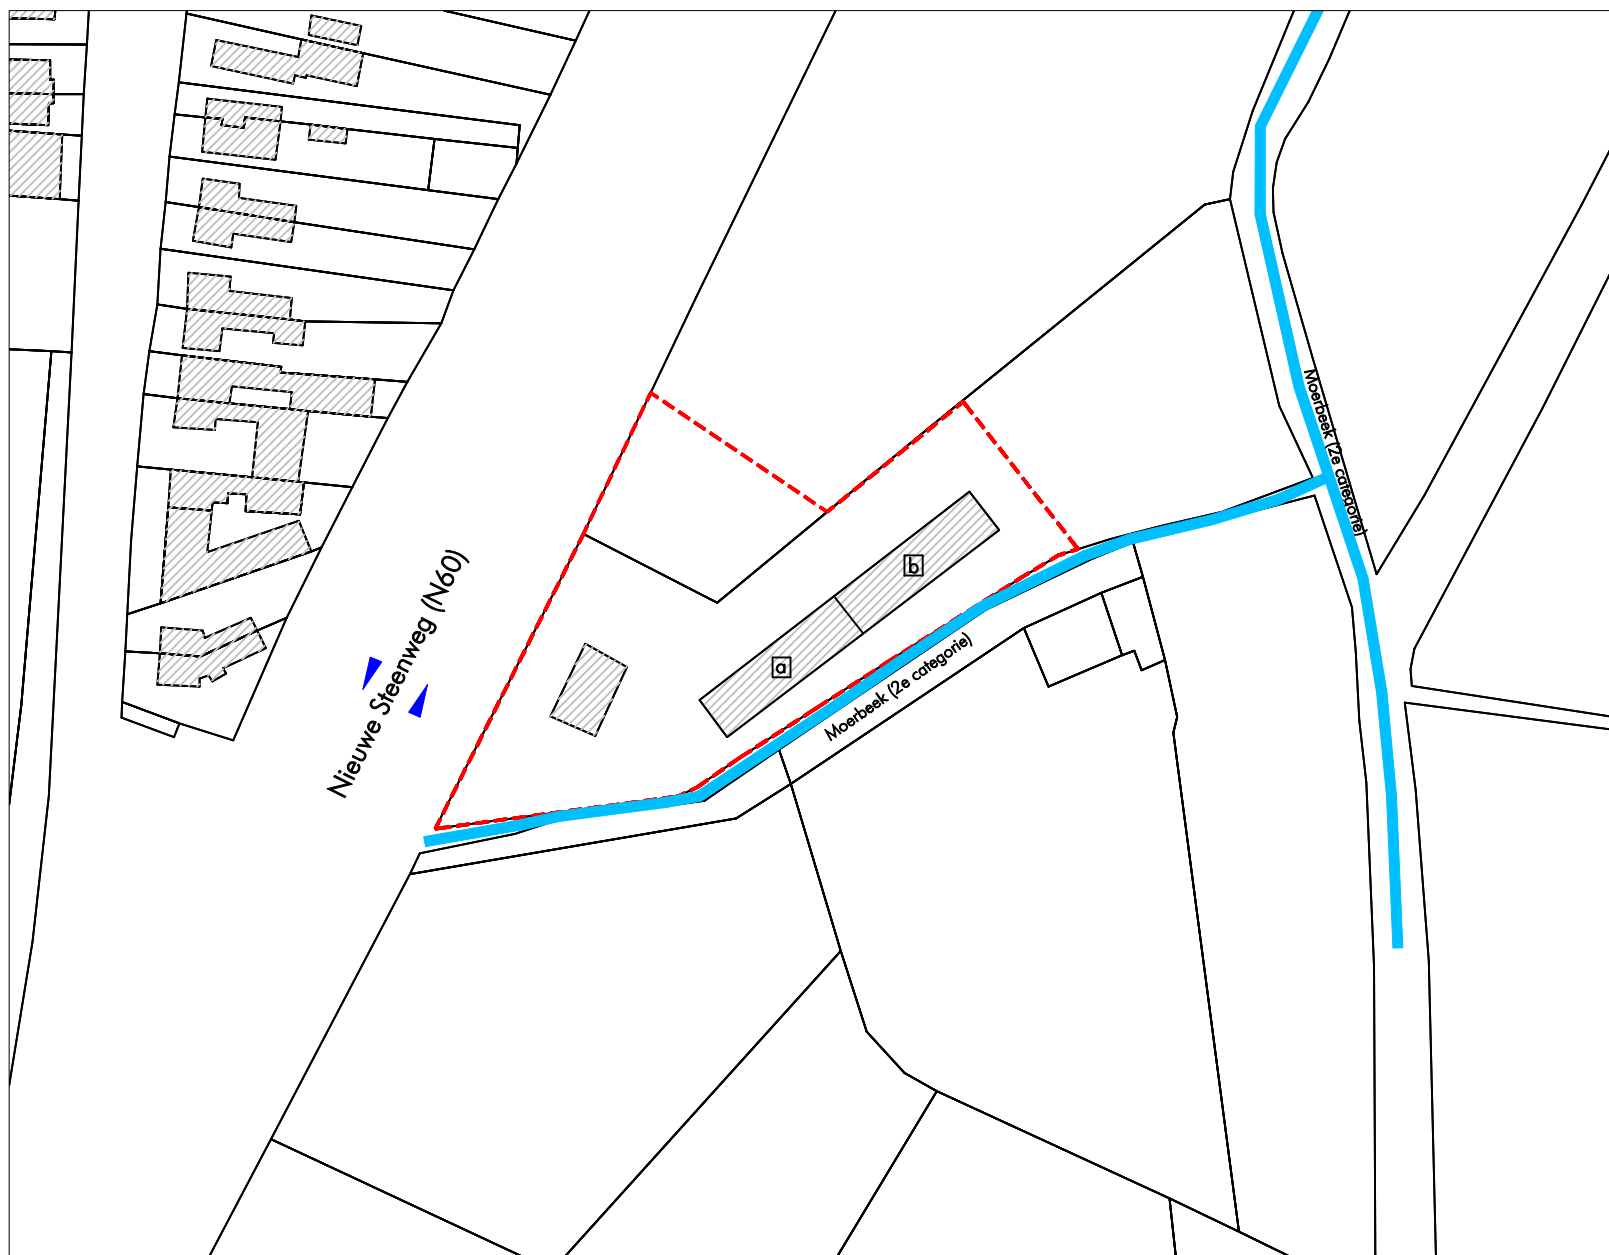 Moerbeek (2e categorie)
Nieuwe Steenweg (N60)
b
a
Moerbeek (2e categorie)